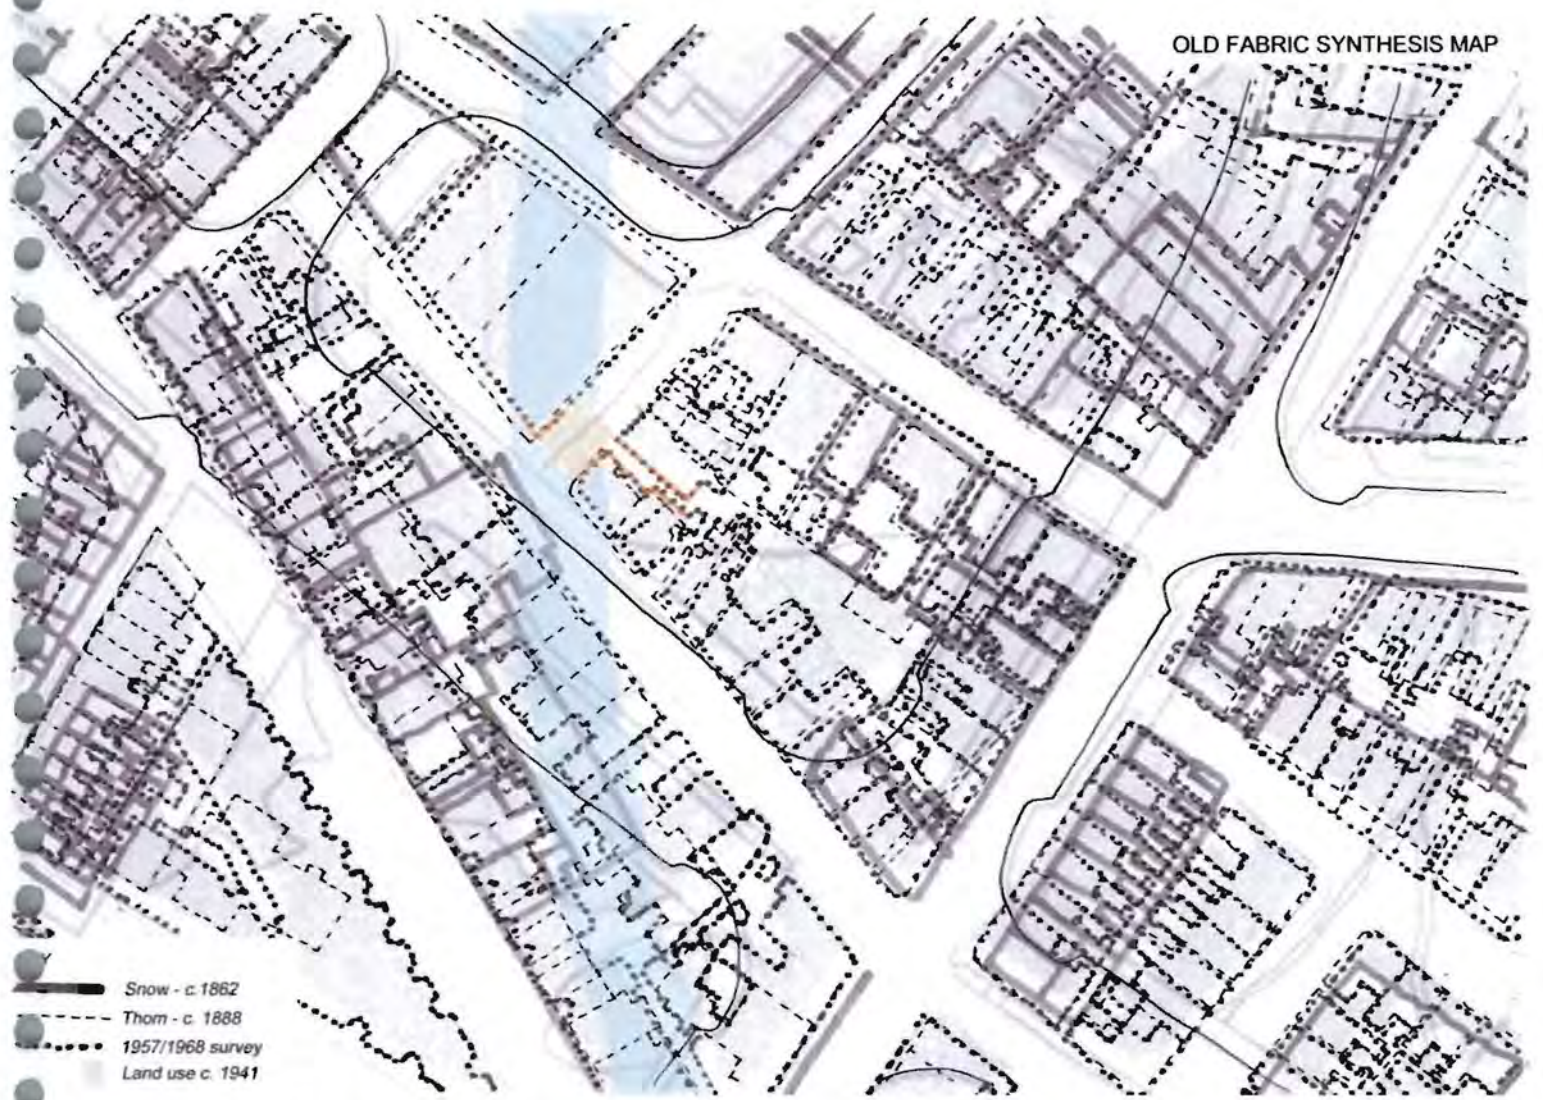 OLD FABRIC SYNTHESIS MAP
Snow - c.1862
Thom - c. 1888
1957/1968 survey
Land use c. 1941